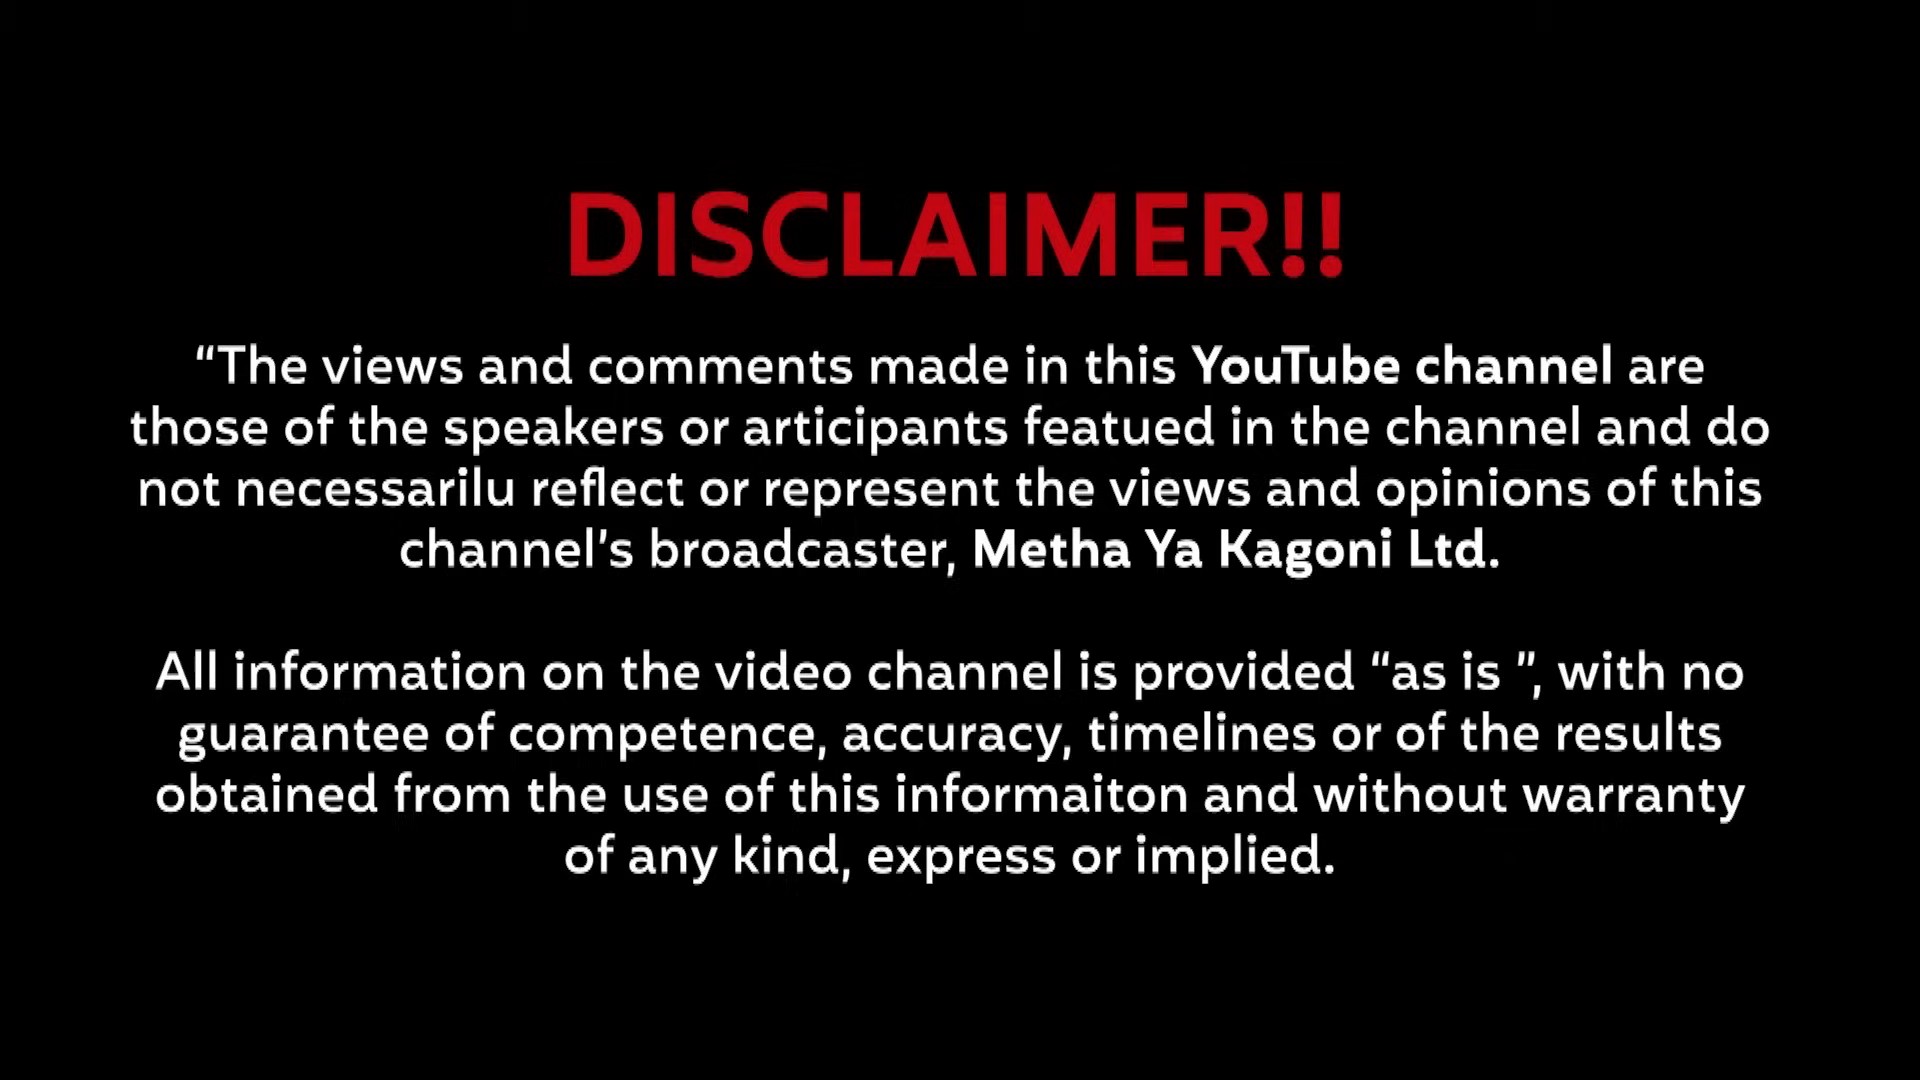 DISCLAIMER!!
“The views and comments made in this YouTube channel are
those of the speakers or articipants featued in the channel and do
not necessarilu reflect or represent the views and opinions of this
channel’s broadcaster, Metha Ya Kagoni Ltd.
All information on the video channel is provided “as is ”, with no
guarantee of competence, accuracy, timelines or of the results
obtained from the use of this informaiton and without warranty
of any kind, express or implied.